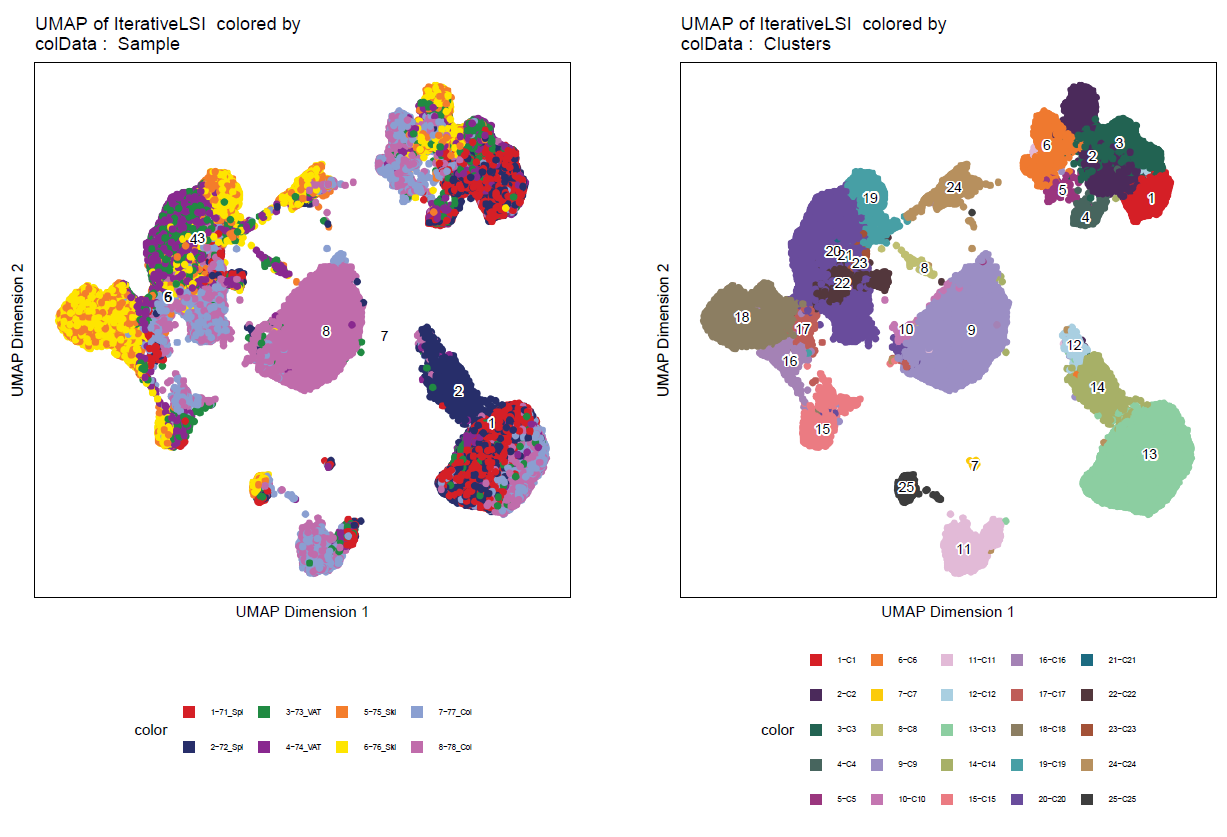 UMAP of IterativeLSI colored by
colData : Sample
43
6
8
7
2
1
UMAP Dimension 2
UMAP Dimension 1
color
1-71_Spl
3-73_VAT
5-75_Ski
7-77_Col
2-72_Spl
4-74_VAT
6-76_Ski
8-78_Col
UMAP of IterativeLSI colored by
colData : Clusters
6
3
2
5
1
4
24
19
20
21
23
8
22
18
17
10
9
16
12
14
15
13
7
25
11
UMAP Dimension 2
UMAP Dimension 1
color
1-C1
6-C6
11-C11
16-C16
21-C21
2-C2
7-C7
12-C12
17-C17
22-C22
3-C3
8-C8
13-C13
18-C18
23-C23
4-C4
9-C9
14-C14
19-C19
24-C24
5-C5
10-C10
15-C15
20-C20
25-C25